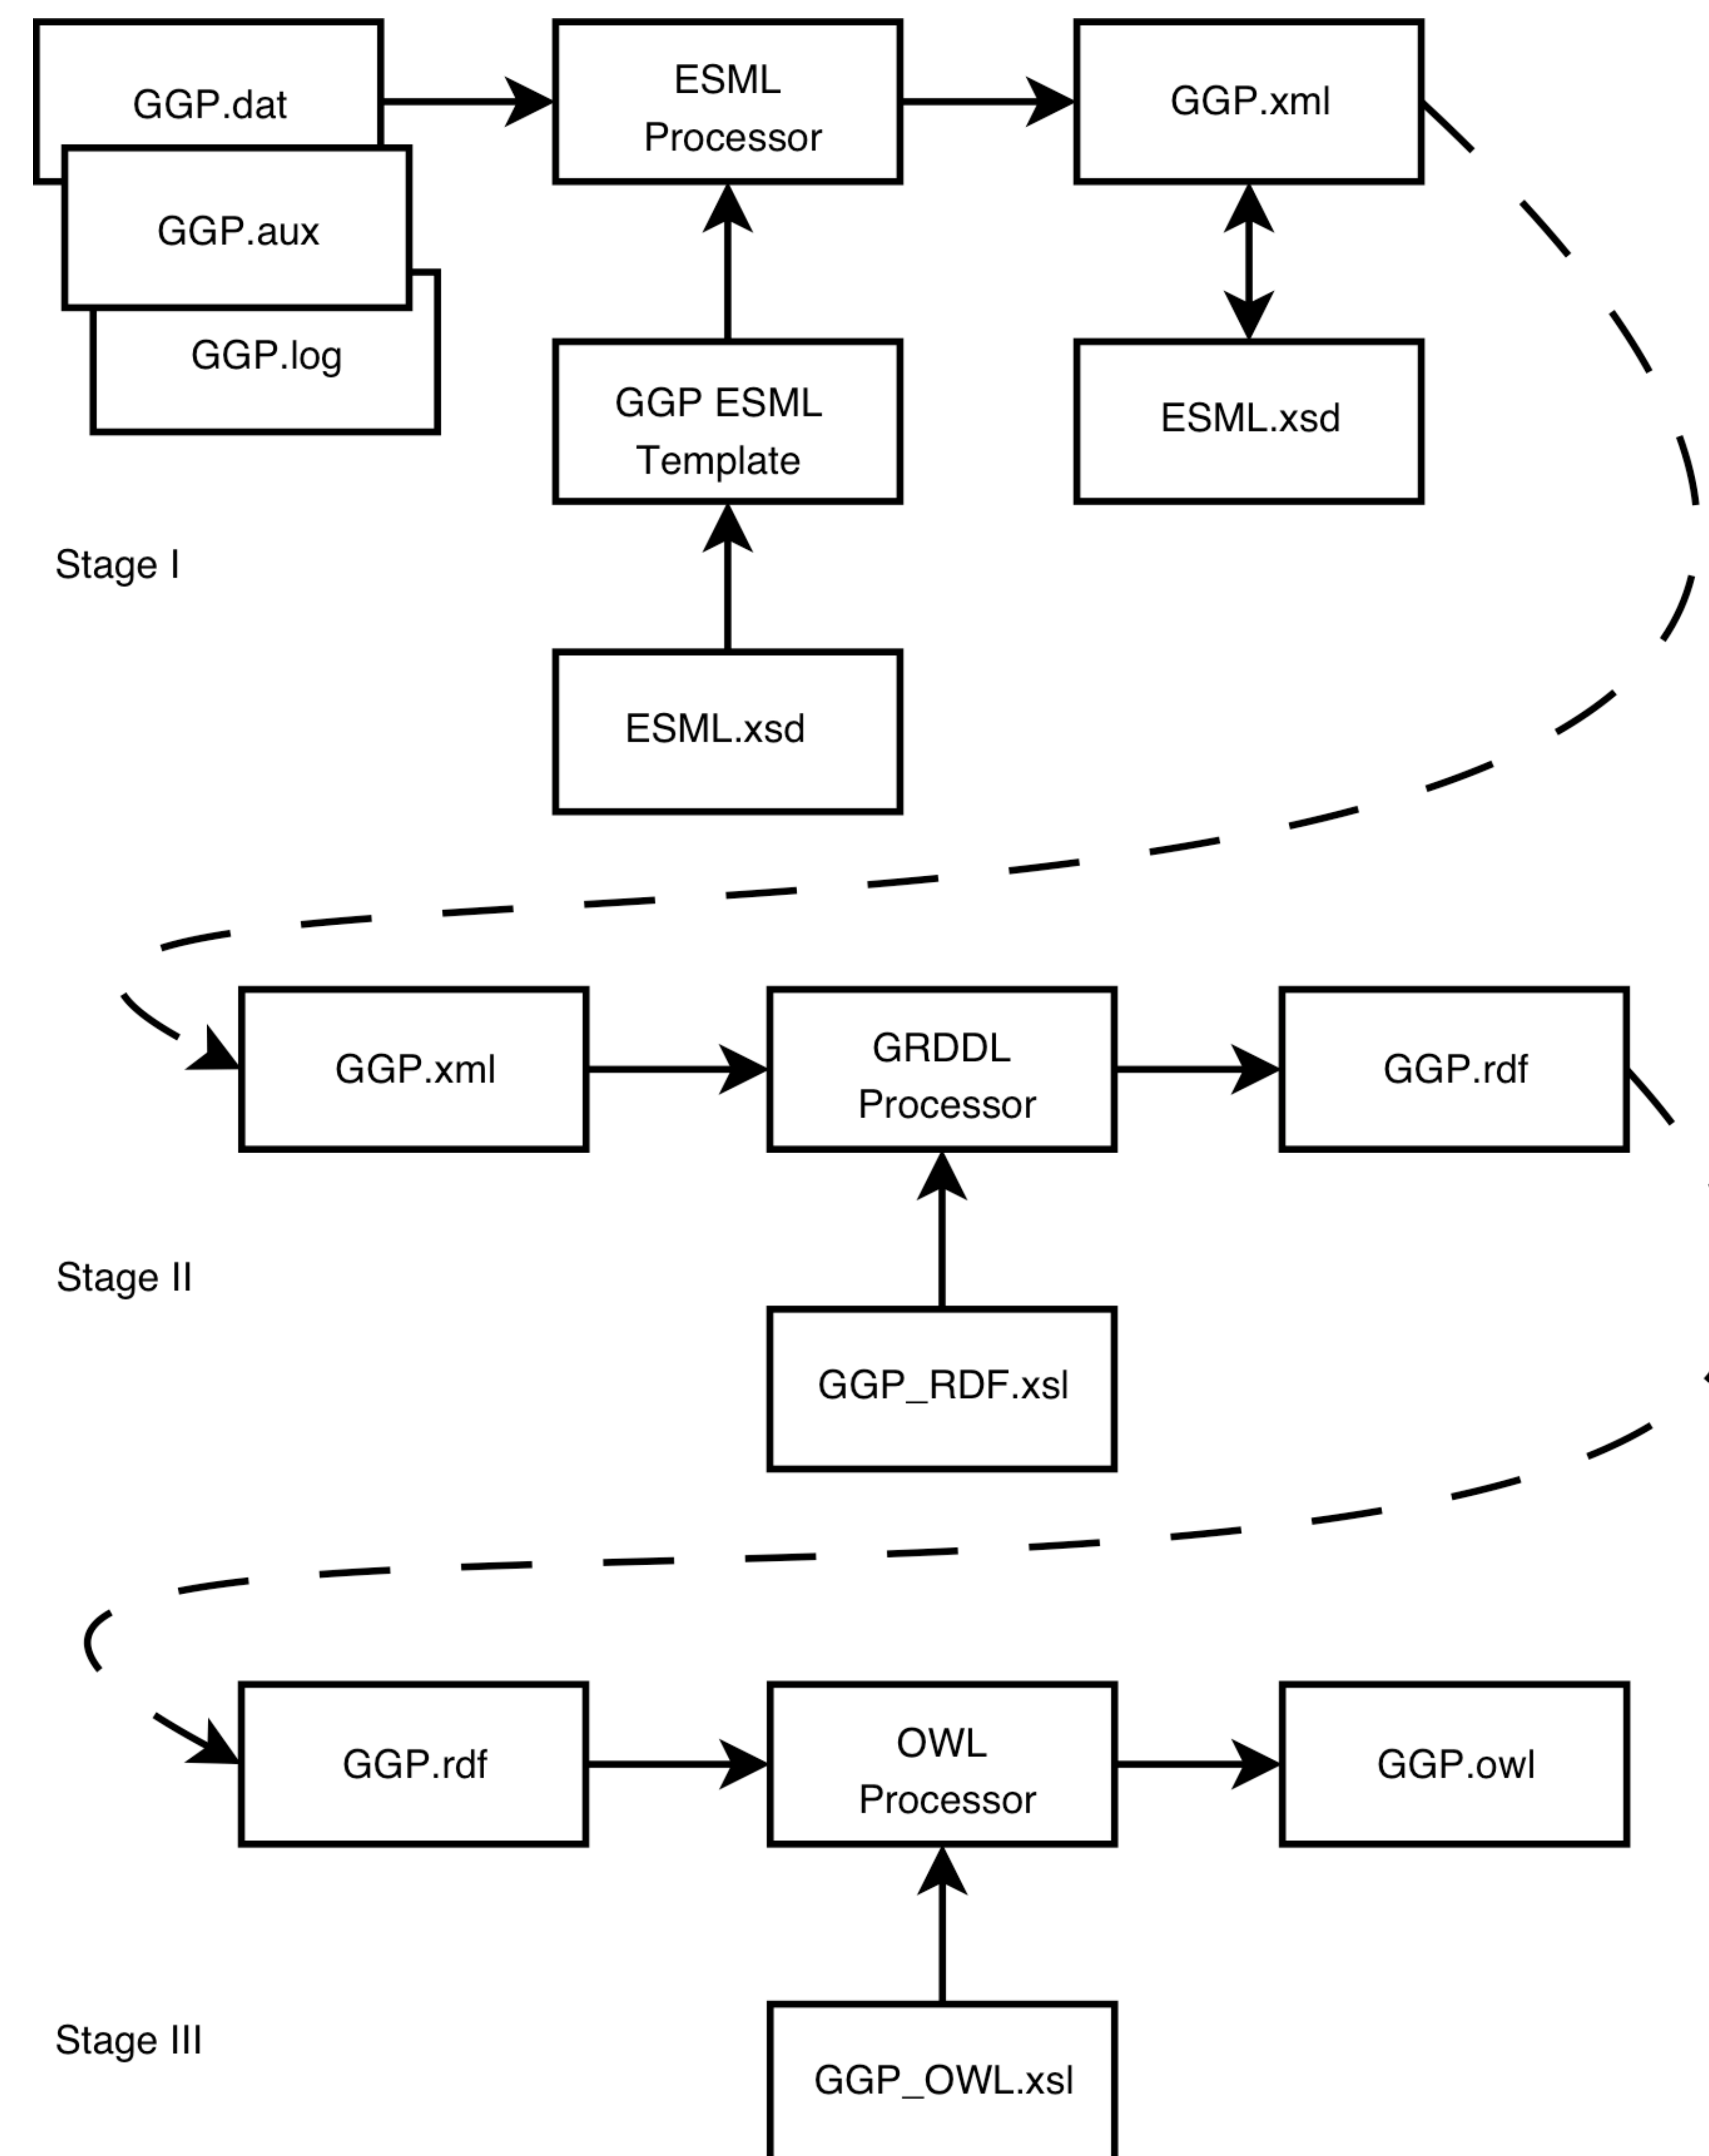 GGP.dat
ESML
Processor
GGP.xml
GGP.aux
GGP.log
GGP ESML
Template
ESML.xsd
Stage I
ESML.xsd
GGP.xml
GRDDL
Processor
GGP.rdf
Stage II
GGP_RDF.xsl
GGP.rdf
OWL
Processor
GGP.owl
Stage III
GGP_OWL.xsl